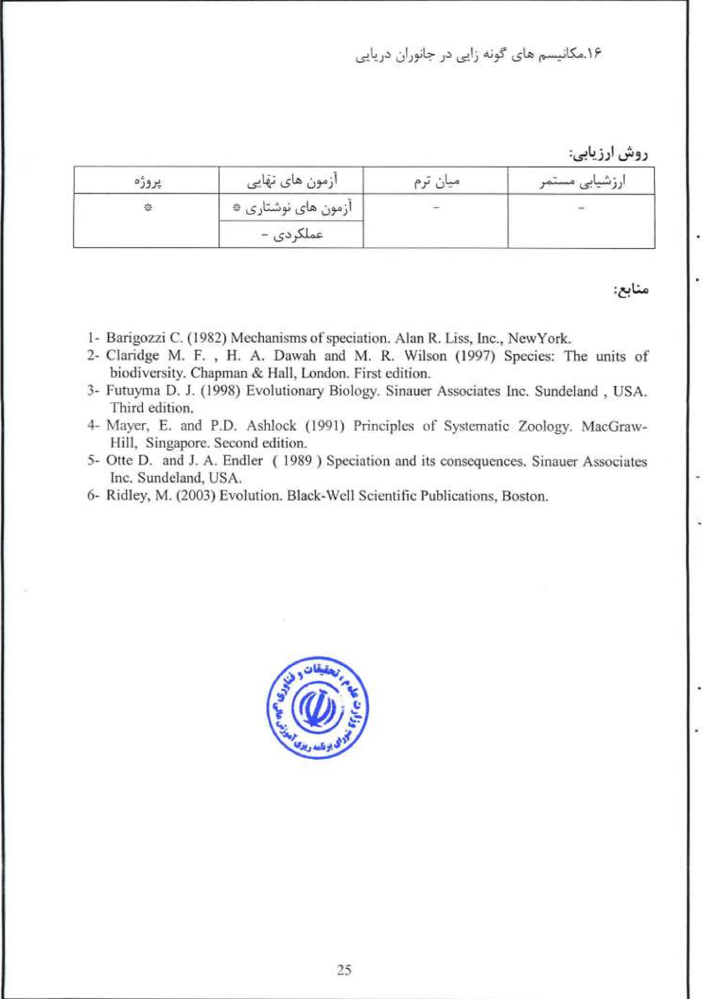 ۱۶.مکانیسم های گونه زایی در جانوران دریایی
روش ارزیابی:
ارزشیابی مستمر میان ترم آزمون های نهایی پروژه
- - آزمون های نوشتاری * *
عملکردی -
منابع:
1- Barigozzi C. (1982) Mechanisms of speciation. Alan R. Liss, Inc., NewYork.
2- Claridge M. F. , H. A. Dawah and M. R. Wilson (1997) Species: The units of
biodiversity. Chapman & Hall, London. First edition.
3- Futuyma D. J. (1998) Evolutionary Biology. Sinauer Associates Inc. Sundeland , USA.
Third edition.
4- Mayer, E. and P.D. Ashlock (1991) Principles of Systematic Zoology. MacGraw-
Hill, Singapore. Second edition.
5- Otte D. and J. A. Endler ( 1989 ) Speciation and its consequences. Sinauer Associates
Inc. Sundeland, USA.
6- Ridley, M. (2003) Evolution. Black-Well Scientific Publications, Boston.
وزارت علوم، تحقیقات و فناوری
شورای برنامه ریزی آموزش عالی
25